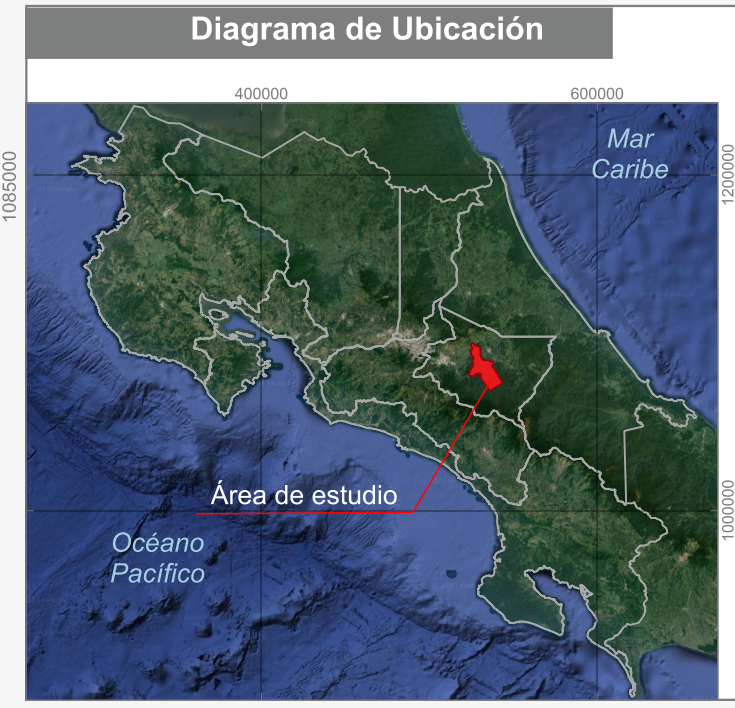 Diagrama de Ubicación
400000
600000
Mar
Caribe
1085000
1200000
Área de estudio
1000000
Océano
Pacífico